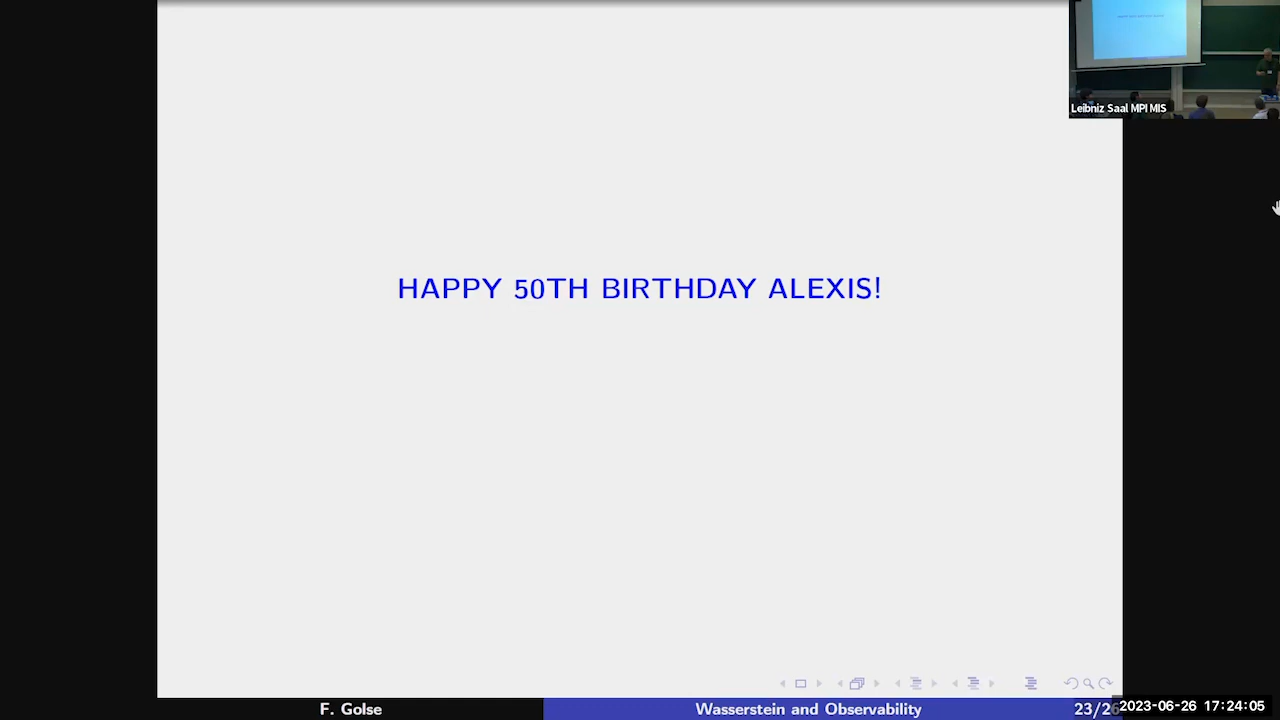 Leibniz Saal MPI MIS
HAPPY 50TH BIRTHDAY ALEXIS!
F. Golse
Wasserstein and Observability
23/26
2023-06-26 17:24:05